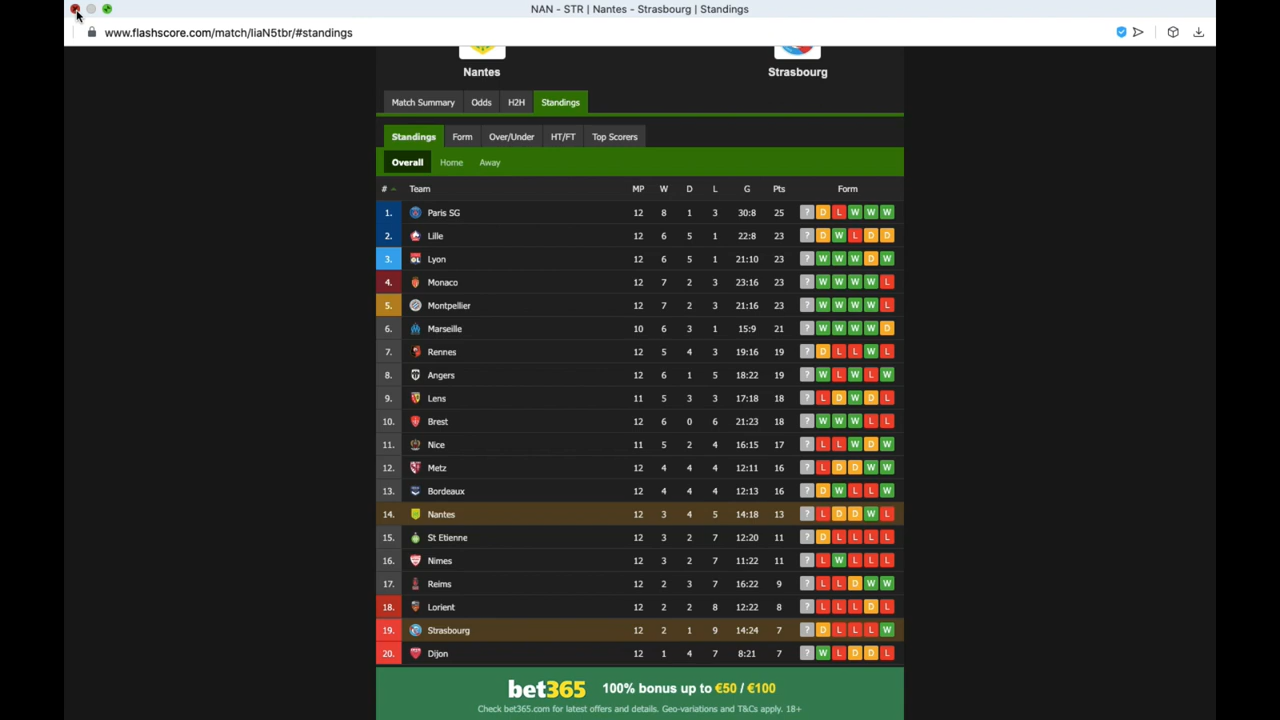 NAN - STR | Nantes - Strasbourg | Standings
www.flashscore.com/match/liaN5tbr/#standings
Nantes Strasbourg
Match Summary Odds H2H Standings
Standings Form Over/Under HT/FT Top Scorers
Overall Home Away
# Team MP W D L G Pts Form
1. Paris SG 12 8 1 3 30:8 25 ? D L W W W
2. Lille 12 6 5 1 22:8 23 ? D W L D D
3. Lyon 12 6 5 1 21:10 23 ? W W W D W
4. Monaco 12 7 2 3 23:16 23 ? W W W W L
5. Montpellier 12 7 2 3 21:16 23 ? W W W W L
6. Marseille 10 6 3 1 15:9 21 ? W W W W D
7. Rennes 12 5 4 3 19:16 19 ? D L L W L
8. Angers 12 6 1 5 18:22 19 ? W L W L W
9. Lens 11 5 3 3 17:18 18 ? L D W D L
10. Brest 12 6 0 6 21:23 18 ? W W W L L
11. Nice 11 5 2 4 16:15 17 ? L L W D W
12. Metz 12 4 4 4 12:11 16 ? L D D W W
13. Bordeaux 12 4 4 4 12:13 16 ? D W L L W
14. Nantes 12 3 4 5 14:18 13 ? L D D W L
15. St Etienne 12 3 2 7 12:20 11 ? D L L L L
16. Nimes 12 3 2 7 11:22 11 ? L W L L L
17. Reims 12 2 3 7 16:22 9 ? L L D W W
18. Lorient 12 2 2 8 12:22 8 ? L L L D L
19. Strasbourg 12 2 1 9 14:24 7 ? D L L L W
20. Dijon 12 1 4 7 8:21 7 ? W L D D L
bet365 100% bonus up to €50 / €100
Check bet365.com for latest offers and details. Geo-variations and T&Cs apply. 18+